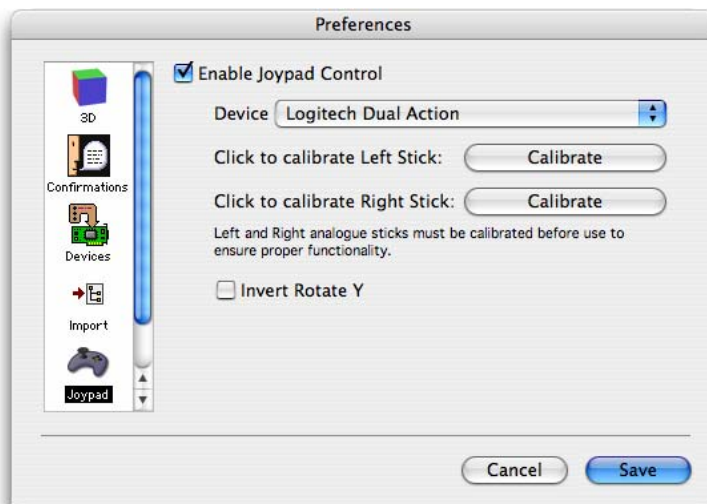 Preferences
3D
Confirmations
Devices
Import
Joypad
Enable Joypad Control
Device Logitech Dual Action
Click to calibrate Left Stick: Calibrate
Click to calibrate Right Stick: Calibrate
Left and Right analogue sticks must be calibrated before use to
ensure proper functionality.
Invert Rotate Y
Cancel Save